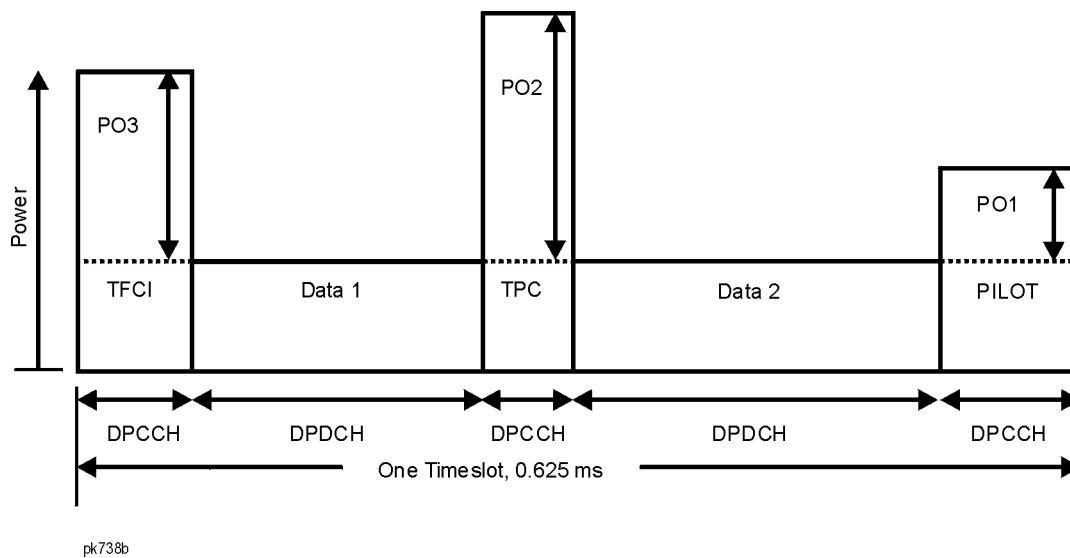 PO2
PO3
PO1
Power
TFCI
Data 1
TPC
Data 2
PILOT
DPCCH
DPDCH
DPCCH
DPDCH
DPCCH
One Timeslot, 0.625 ms
pk738b